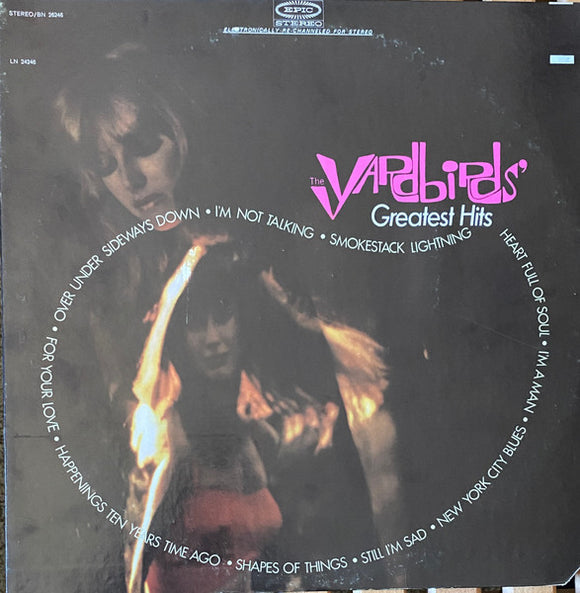 STEREO/BN 26246
EPIC
STEREO
ELECTRONICALLY RE-CHANNELED FOR STEREO
LN 24246
The YARDbIRDS'
Greatest Hits
OVER UNDER SIDEWAYS DOWN • I'M NOT TALKING • SMOKESTACK LIGHTNING
HEART FULL OF SOUL • I'M A MAN • NEW YORK CITY BLUES • STILL I'M SAD • SHAPES OF THINGS • HAPPENINGS TEN YEARS TIME AGO • FOR YOUR LOVE •